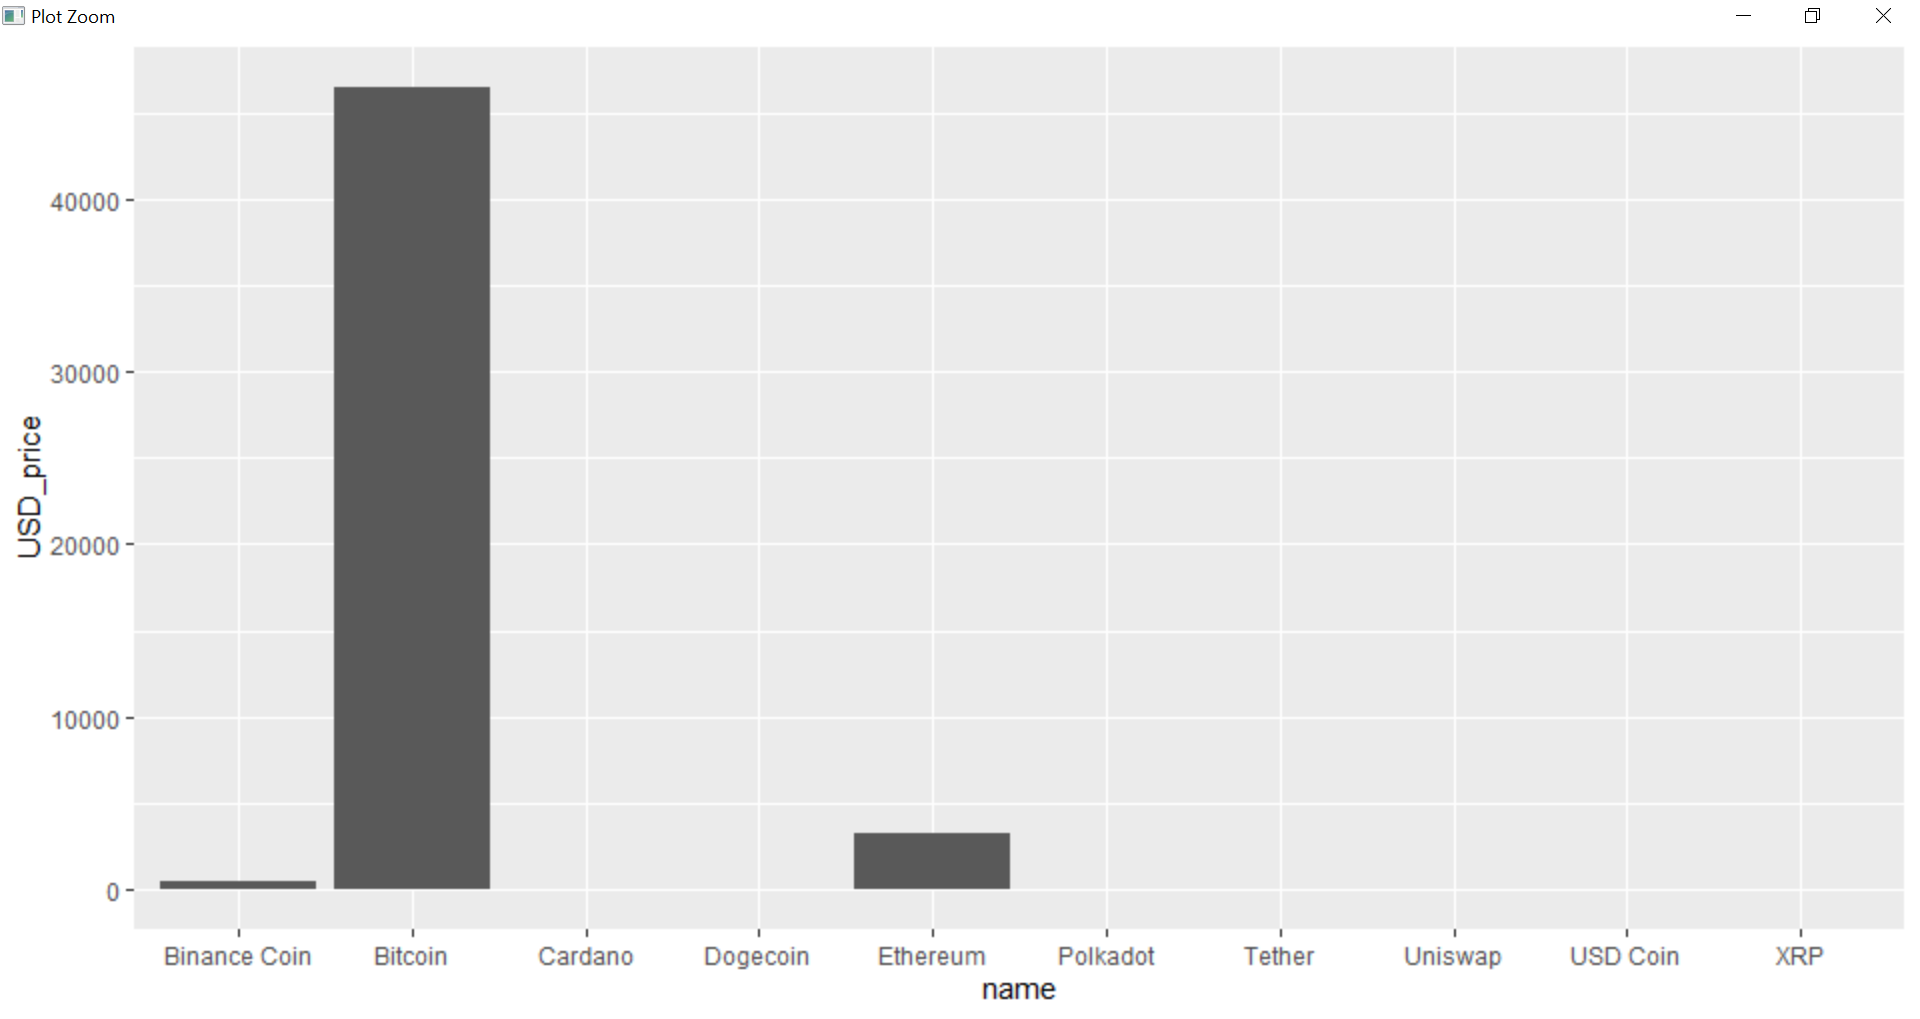 Plot Zoom
USD_price
40000
30000
20000
10000
0
Binance Coin Bitcoin Cardano Dogecoin Ethereum Polkadot Tether Uniswap USD Coin XRP
name